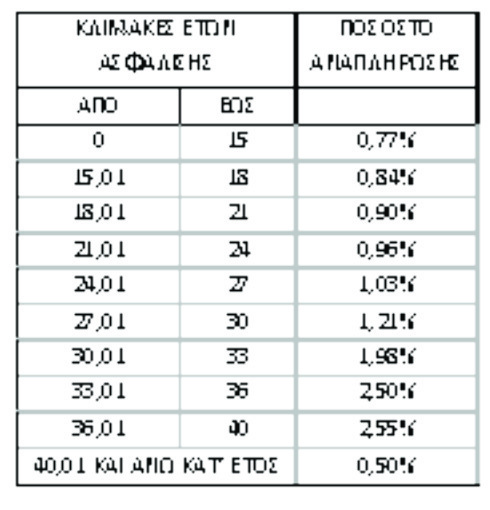 ΚΛΙΜΑΚΕΣ ΕΤΩΝ ΠΟΣΟΣΤΟ
ΑΣΦΑΛΙΣΗΣ ΑΝΑΠΛΗΡΩΣΗΣ
ΑΠΟ ΕΩΣ
0 15 0,77%
15,01 18 0,84%
18,01 21 0,90%
21,01 24 0,96%
24,01 27 1,03%
27,01 30 1,21%
30,01 33 1,98%
33,01 36 2,50%
36,01 40 2,55%
40,01 ΚΑΙ ΑΝΩ ΚΑΤ' ΕΤΟΣ 0,50%